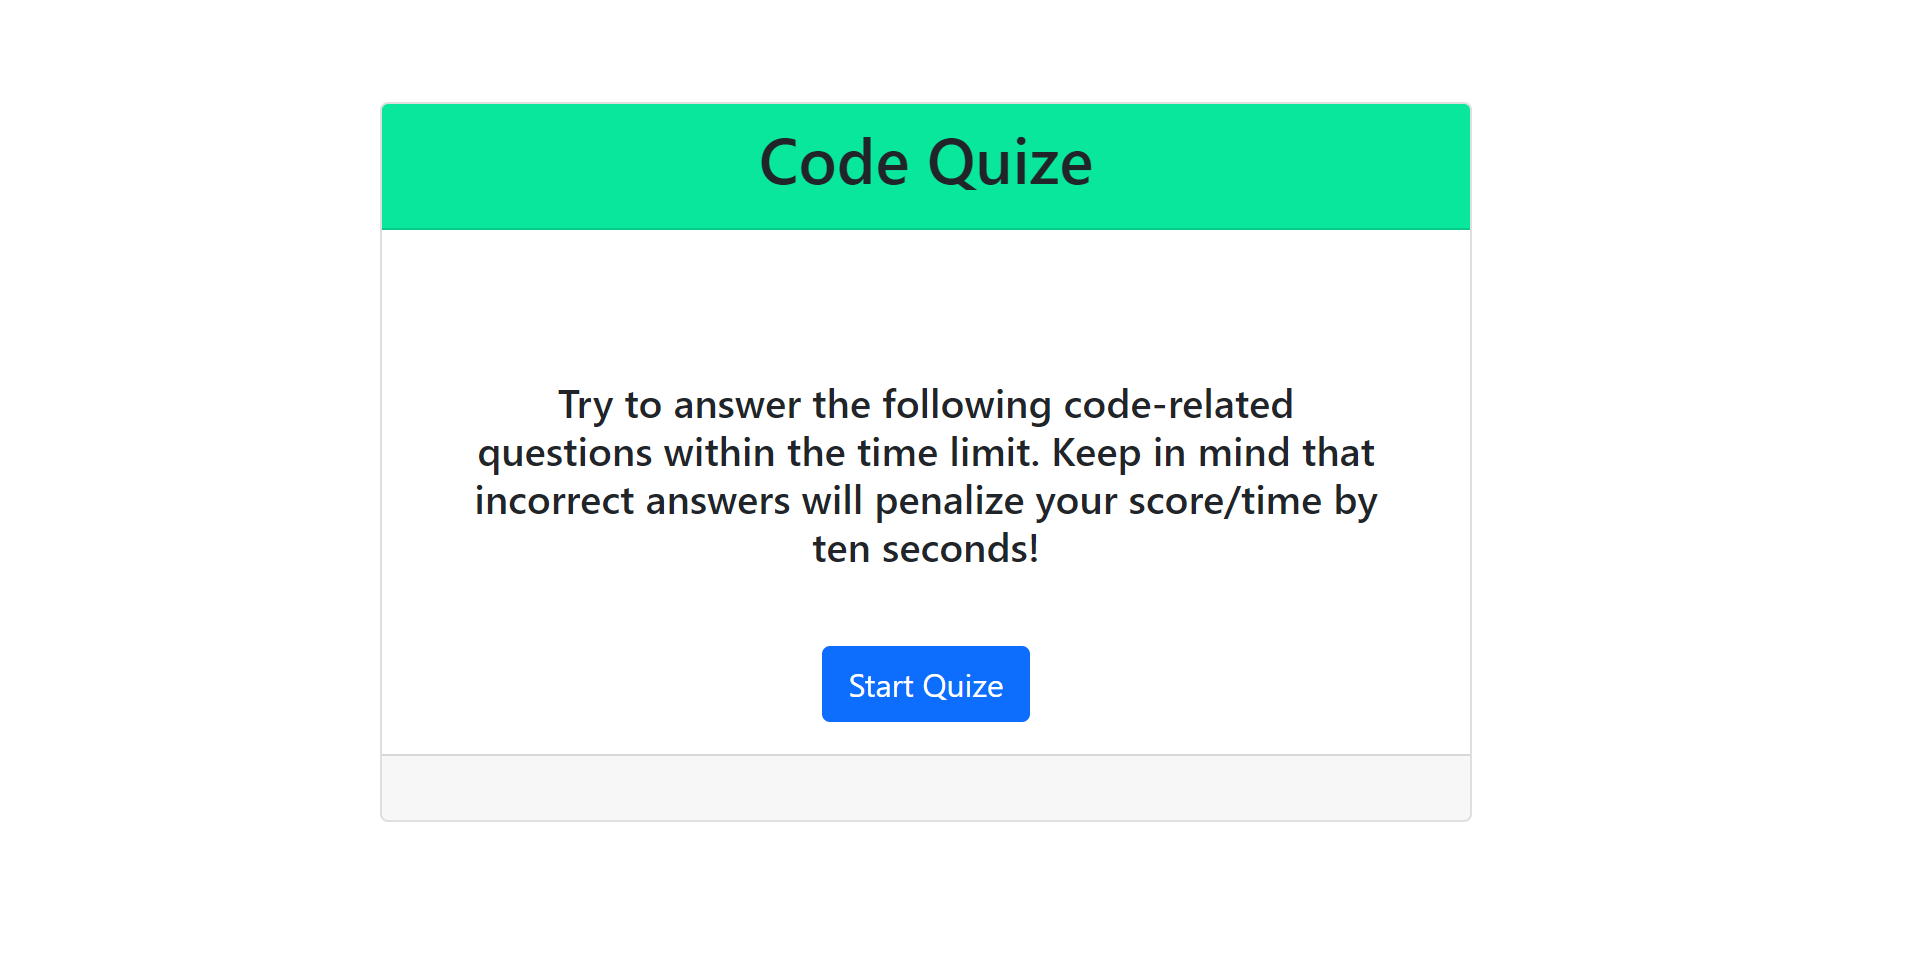 Code Quize
Try to answer the following code-related
questions within the time limit. Keep in mind that
incorrect answers will penalize your score/time by
ten seconds!
Start Quize